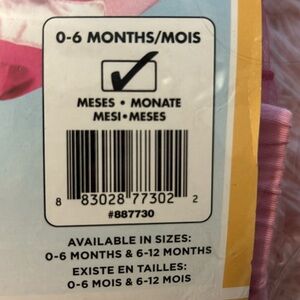 0-6 MONTHS/MOIS
MESES • MONATE
MESI•MESES
8 83028 77302 2
#887730
AVAILABLE IN SIZES:
0-6 MONTHS & 6-12 MONTHS
EXISTE EN TAILLES:
0-6 MOIS & 6-12 MOIS